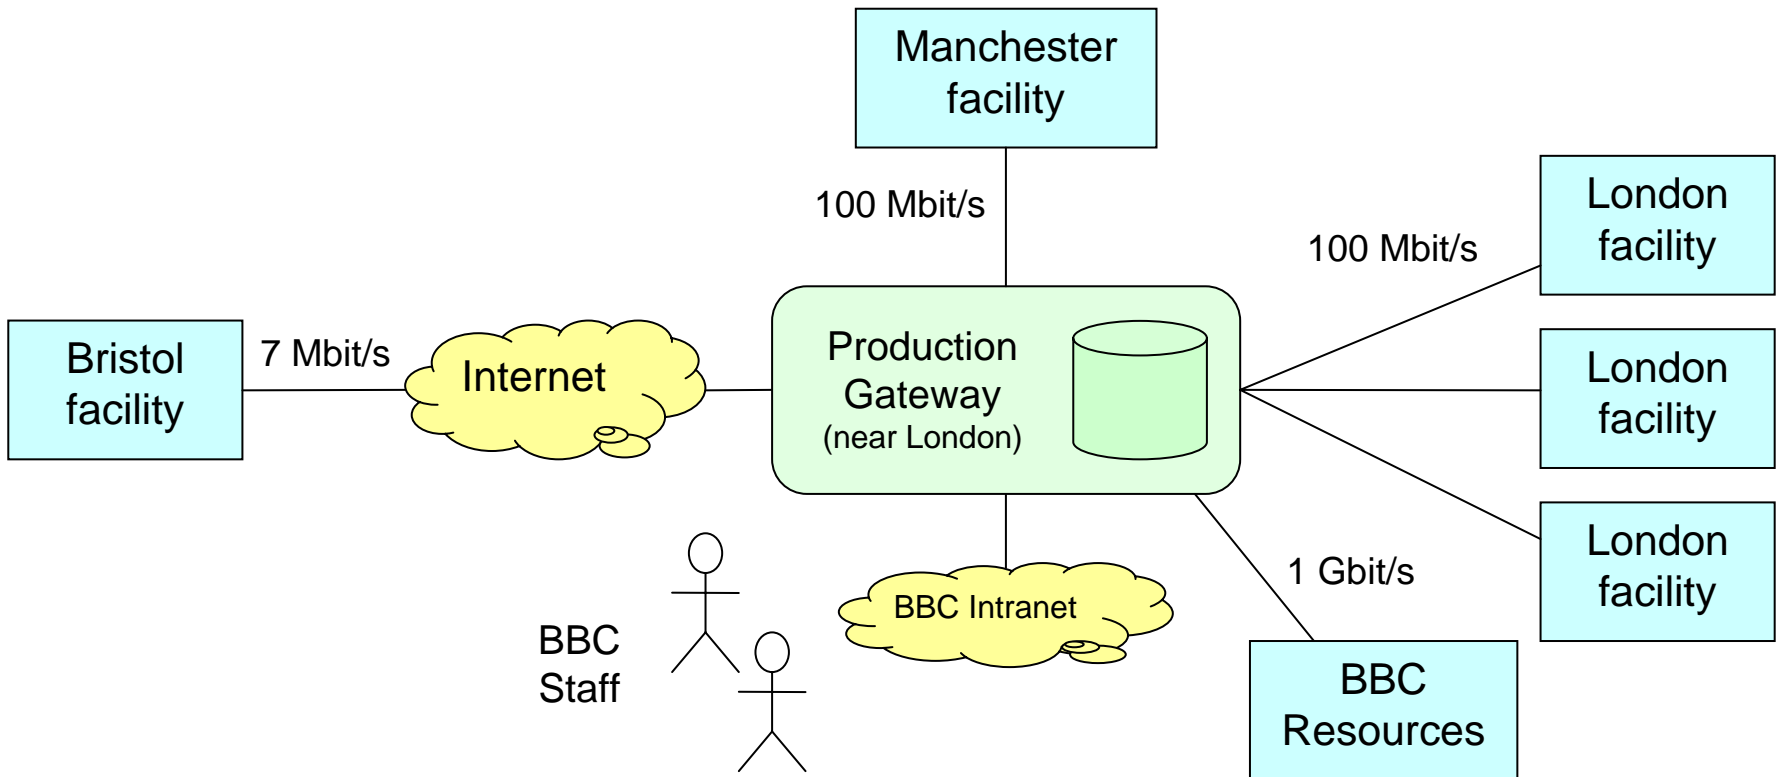 Manchester
facility
100 Mbit/s
London
facility
100 Mbit/s
Bristol
facility
7 Mbit/s
Internet
Production
Gateway
(near London)
London
facility
London
facility
1 Gbit/s
BBC Intranet
BBC
Staff
BBC
Resources